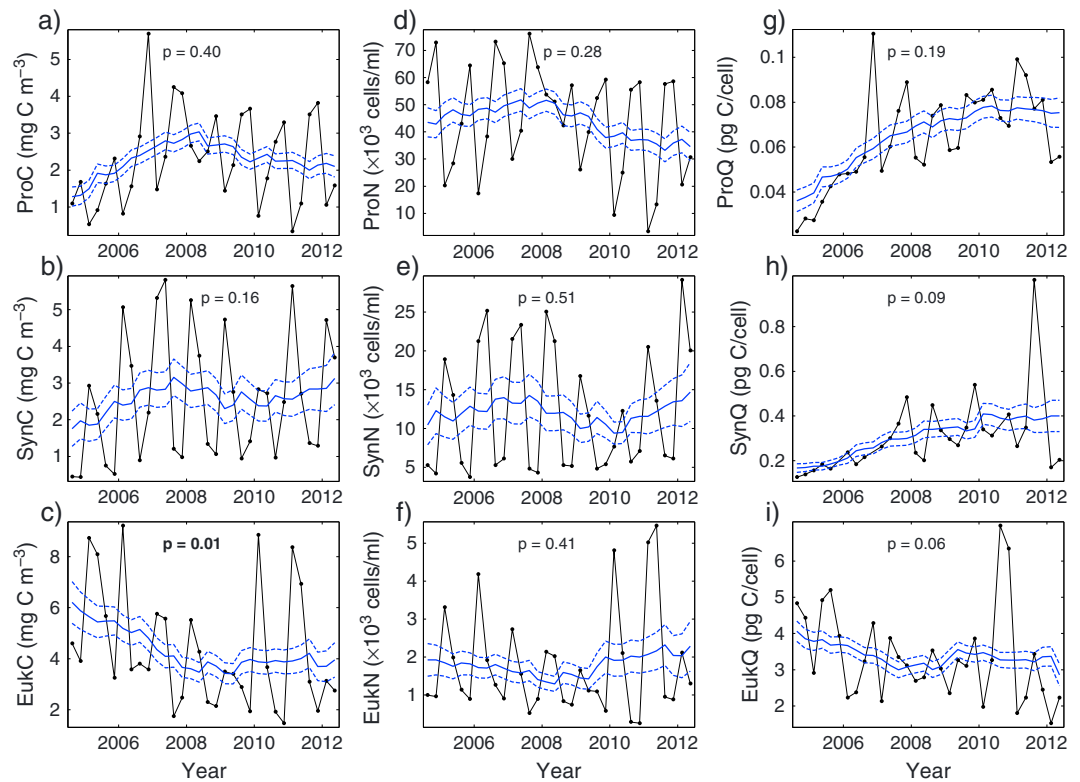 a)
p = 0.40
ProC (mg C m⁻³)
5
4
3
2
1
2006 2008 2010 2012
d)
p = 0.28
ProN (×10³ cells/ml)
70
60
50
40
30
20
10
2006 2008 2010 2012
g)
p = 0.19
ProQ (pg C/cell)
0.1
0.08
0.06
0.04
2006 2008 2010 2012
b)
p = 0.16
SynC (mg C m⁻³)
5
4
3
2
1
2006 2008 2010 2012
e)
p = 0.51
SynN (×10³ cells/ml)
25
20
15
10
5
2006 2008 2010 2012
h)
p = 0.09
SynQ (pg C/cell)
0.8
0.6
0.4
0.2
2006 2008 2010 2012
c)
p = 0.01
EukC (mg C m⁻³)
8
6
4
2
2006 2008 2010 2012
Year
f)
p = 0.41
EukN (×10³ cells/ml)
5
4
3
2
1
2006 2008 2010 2012
Year
i)
p = 0.06
EukQ (pg C/cell)
6
5
4
3
2
2006 2008 2010 2012
Year